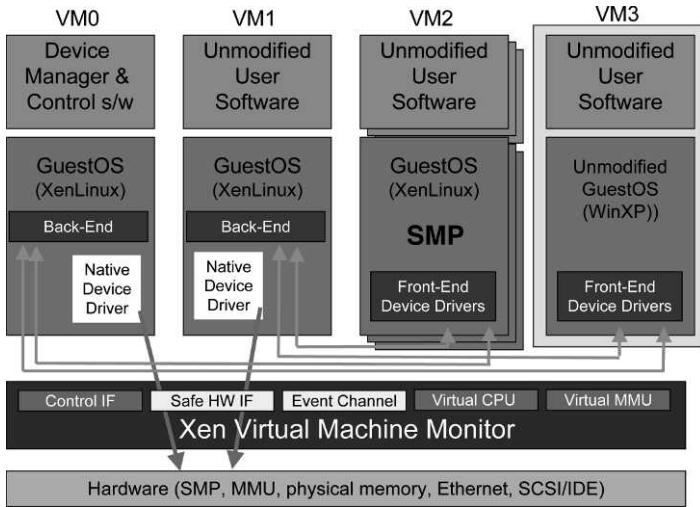 VM0
VM1
VM2
VM3
Device
Manager &
Control s/w
Unmodified
User
Software
Unmodified
User
Software
Unmodified
User
Software
GuestOS
(XenLinux)
Back-End
Native
Device
Driver
GuestOS
(XenLinux)
Back-End
Native
Device
Driver
GuestOS
(XenLinux)
SMP
Front-End
Device Drivers
Unmodified
GuestOS
(WinXP))
Front-End
Device Drivers
Control IF
Safe HW IF
Event Channel
Virtual CPU
Virtual MMU
Xen Virtual Machine Monitor
Hardware (SMP, MMU, physical memory, Ethernet, SCSI/IDE)